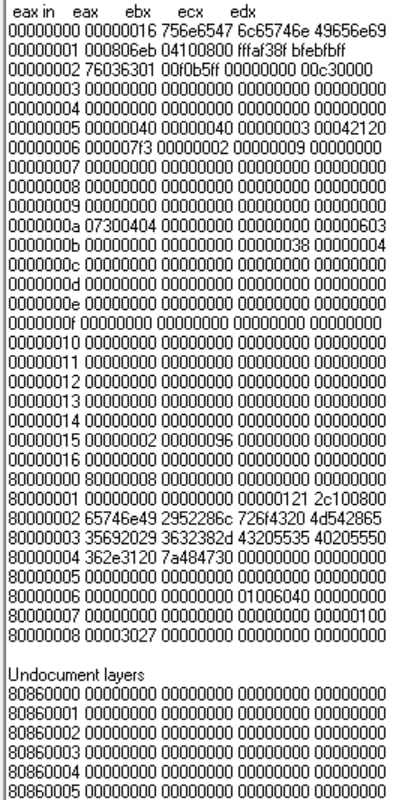 eax in eax ebx ecx edx
00000000 00000016 756e6547 6c65746e 49656e69
00000001 000806eb 04100800 fffaf38f bfebfbff
00000002 76036301 00f0b5ff 00000000 00c30000
00000003 00000000 00000000 00000000 00000000
00000004 00000000 00000000 00000000 00000000
00000005 00000040 00000040 00000003 00042120
00000006 000007f3 00000002 00000009 00000000
00000007 00000000 00000000 00000000 00000000
00000008 00000000 00000000 00000000 00000000
00000009 00000000 00000000 00000000 00000000
0000000a 07300404 00000000 00000000 00000603
0000000b 00000000 00000000 00000038 00000004
0000000c 00000000 00000000 00000000 00000000
0000000d 00000000 00000000 00000000 00000000
0000000e 00000000 00000000 00000000 00000000
0000000f 00000000 00000000 00000000 00000000
00000010 00000000 00000000 00000000 00000000
00000011 00000000 00000000 00000000 00000000
00000012 00000000 00000000 00000000 00000000
00000013 00000000 00000000 00000000 00000000
00000014 00000000 00000000 00000000 00000000
00000015 00000002 00000096 00000000 00000000
00000016 00000000 00000000 00000000 00000000
80000000 80000008 00000000 00000000 00000000
80000001 00000000 00000000 00000121 2c100800
80000002 65746e49 2952286c 726f4320 4d542865
80000003 35692029 3632382d 43205535 40205550
80000004 362e3120 7a484730 00000000 00000000
80000005 00000000 00000000 00000000 00000000
80000006 00000000 00000000 01006040 00000000
80000007 00000000 00000000 00000000 00000100
80000008 00003027 00000000 00000000 00000000
Undocument layers
80860000 00000000 00000000 00000000 00000000
80860001 00000000 00000000 00000000 00000000
80860002 00000000 00000000 00000000 00000000
80860003 00000000 00000000 00000000 00000000
80860004 00000000 00000000 00000000 00000000
80860005 00000000 00000000 00000000 00000000